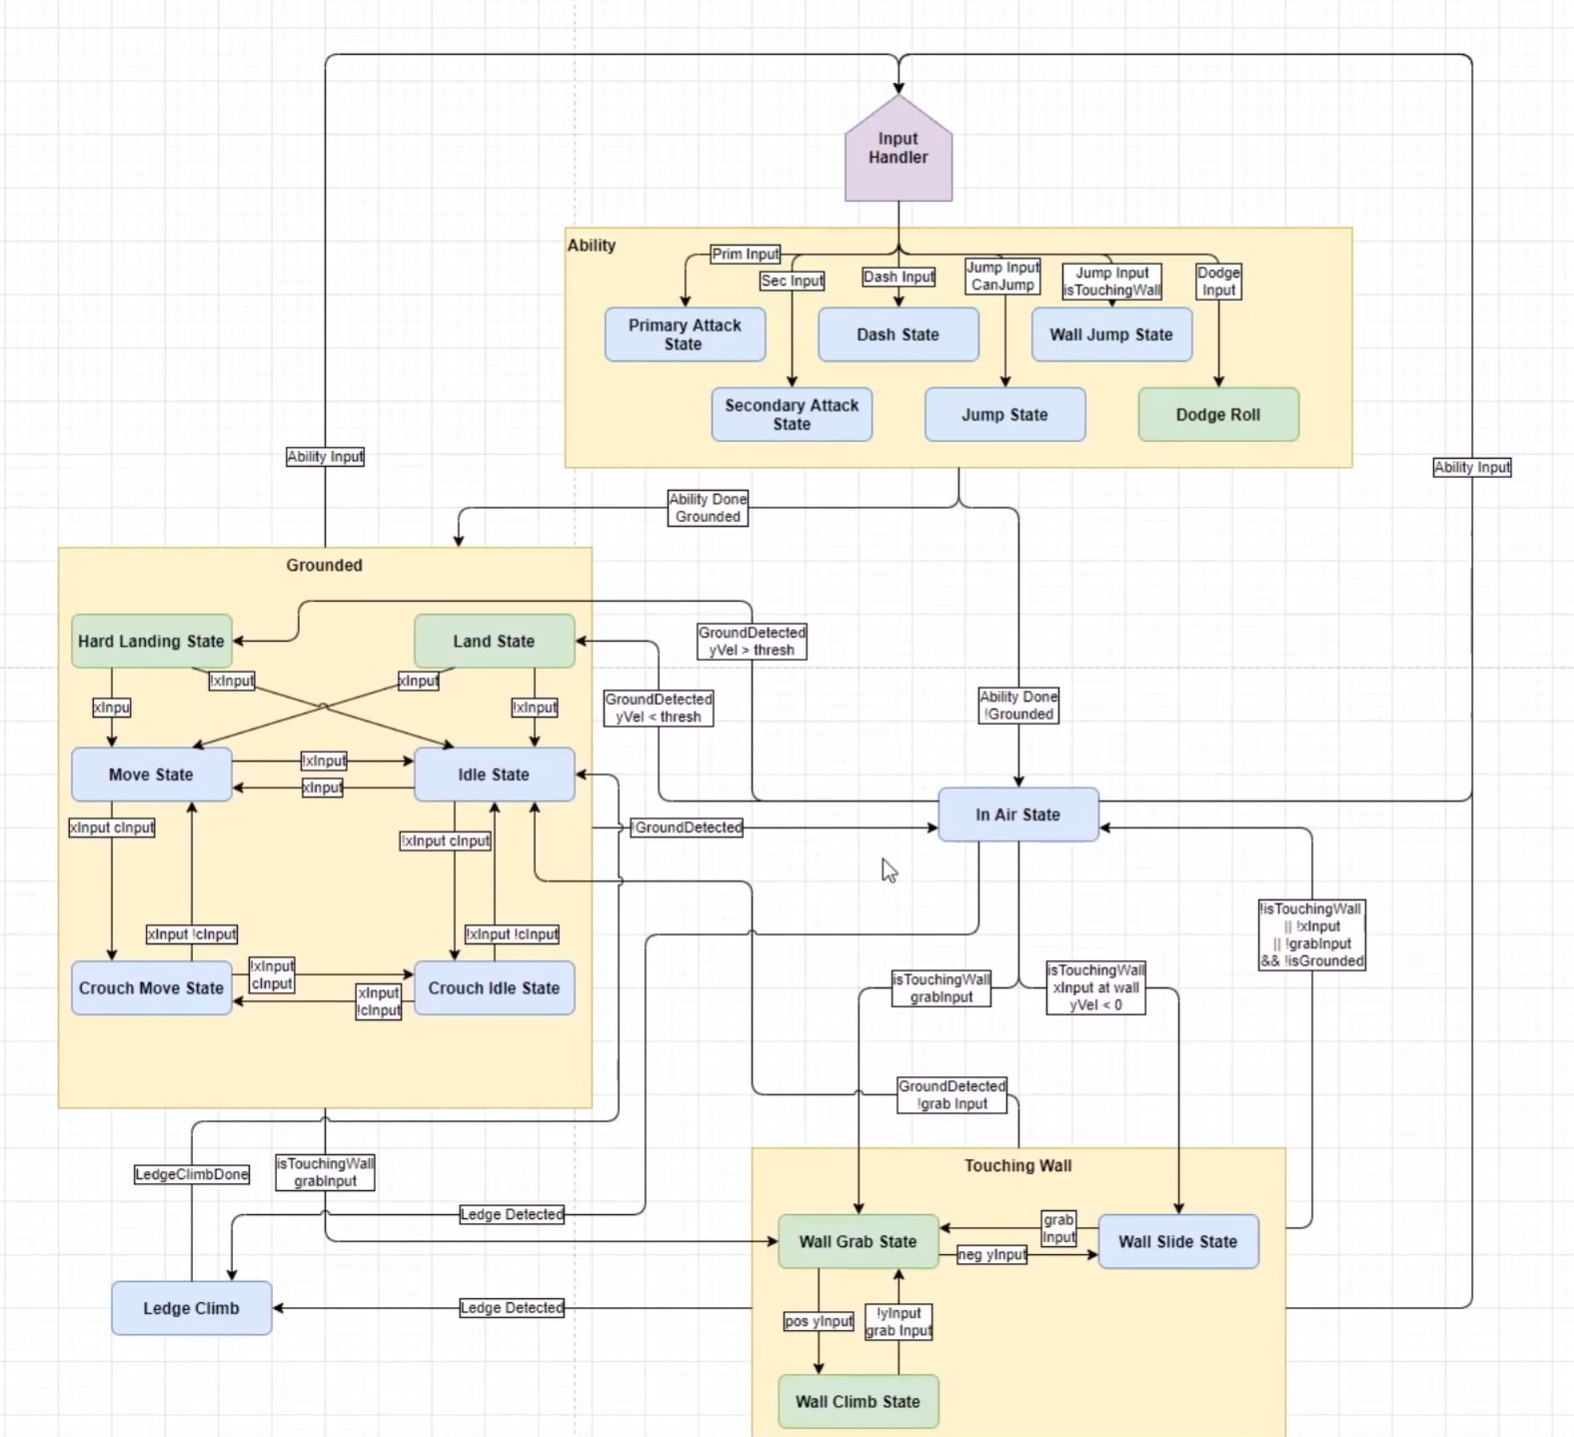 Input
Handler
Ability
Prim Input
Sec Input
Dash Input
Jump Input
CanJump
Jump Input
isTouchingWall
Dodge
Input
Primary Attack
State
Dash State
Wall Jump State
Secondary Attack
State
Jump State
Dodge Roll
Ability Input
Ability Input
Ability Done
Grounded
Grounded
Hard Landing State
Land State
GroundDetected
yVel > thresh
!xInput
xInput
xInpu
!xInput
GroundDetected
yVel < thresh
Ability Done
!Grounded
Move State
!xInput
xInput
Idle State
In Air State
xInput cInput
!xInput cInput
!GroundDetected
xInput !cInput
!xInput !cInput
!isTouchingWall
|| !xInput
|| !grabInput
&& !isGrounded
Crouch Move State
!xInput
cInput
xInput
!cInput
Crouch Idle State
isTouchingWall
grabInput
isTouchingWall
xInput at wall
yVel < 0
GroundDetected
!grab Input
LedgeClimbDone
isTouchingWall
grabInput
Touching Wall
Ledge Detected
Wall Grab State
grab
Input
neg yInput
Wall Slide State
Ledge Climb
Ledge Detected
pos yInput
!yInput
grab Input
Wall Climb State